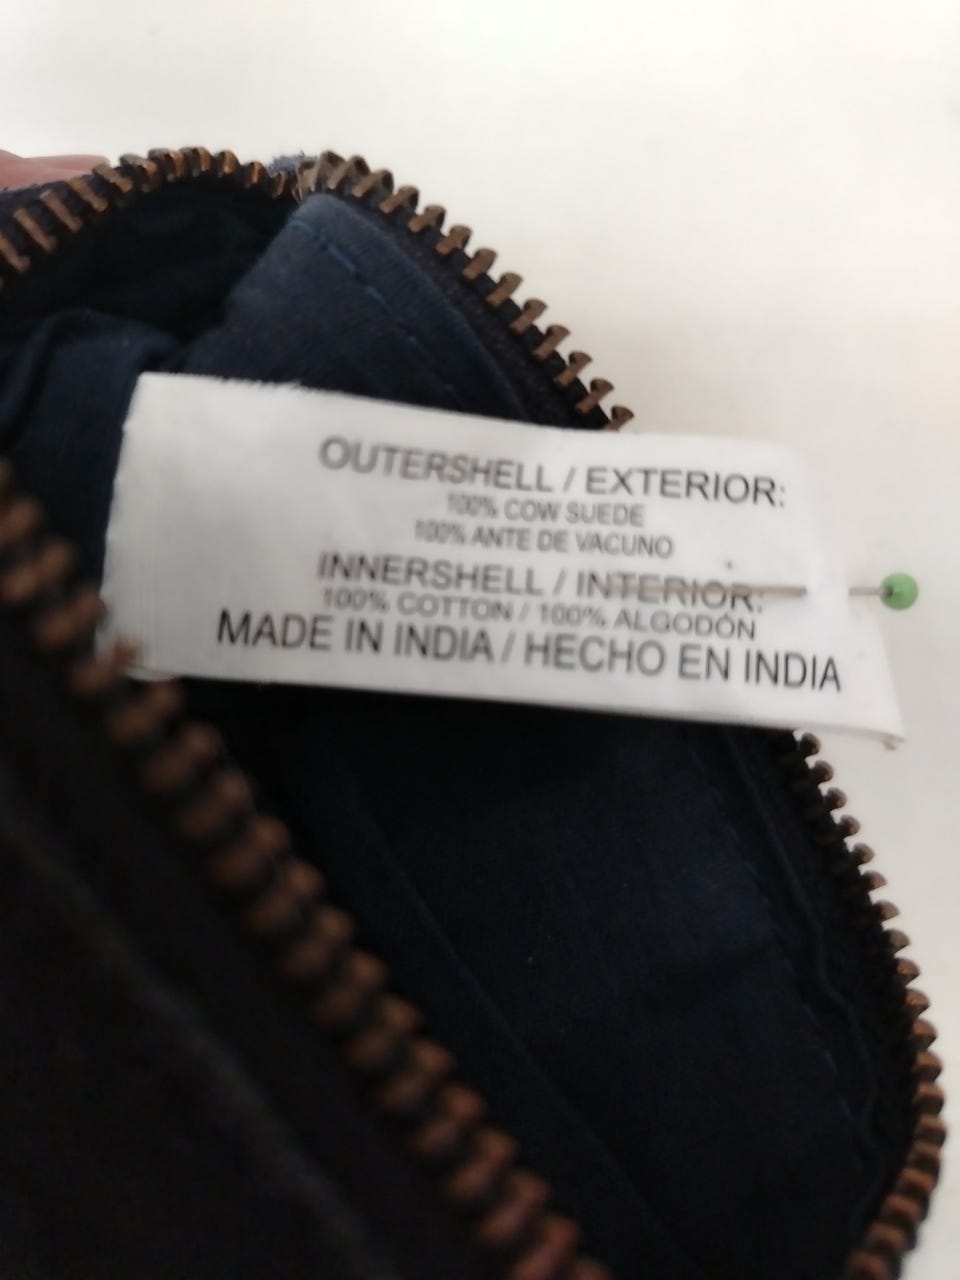 OUTERSHELL / EXTERIOR:
100% COW SUEDE
100% ANTE DE VACUNO
INNERSHELL / INTERIOR:
100% COTTON / 100% ALGODÓN
MADE IN INDIA / HECHO EN INDIA